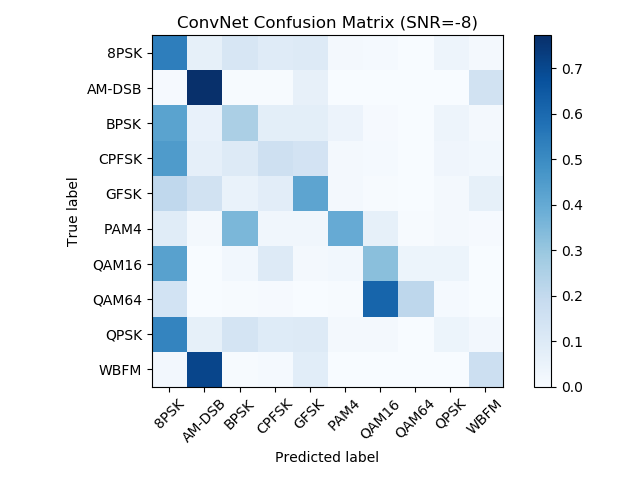 ConvNet Confusion Matrix (SNR=-8)
True label
8PSK
AM-DSB
BPSK
CPFSK
GFSK
PAM4
QAM16
QAM64
QPSK
WBFM
8PSK
AM-DSB
BPSK
CPFSK
GFSK
PAM4
QAM16
QAM64
QPSK
WBFM
Predicted label
0.7
0.6
0.5
0.4
0.3
0.2
0.1
0.0